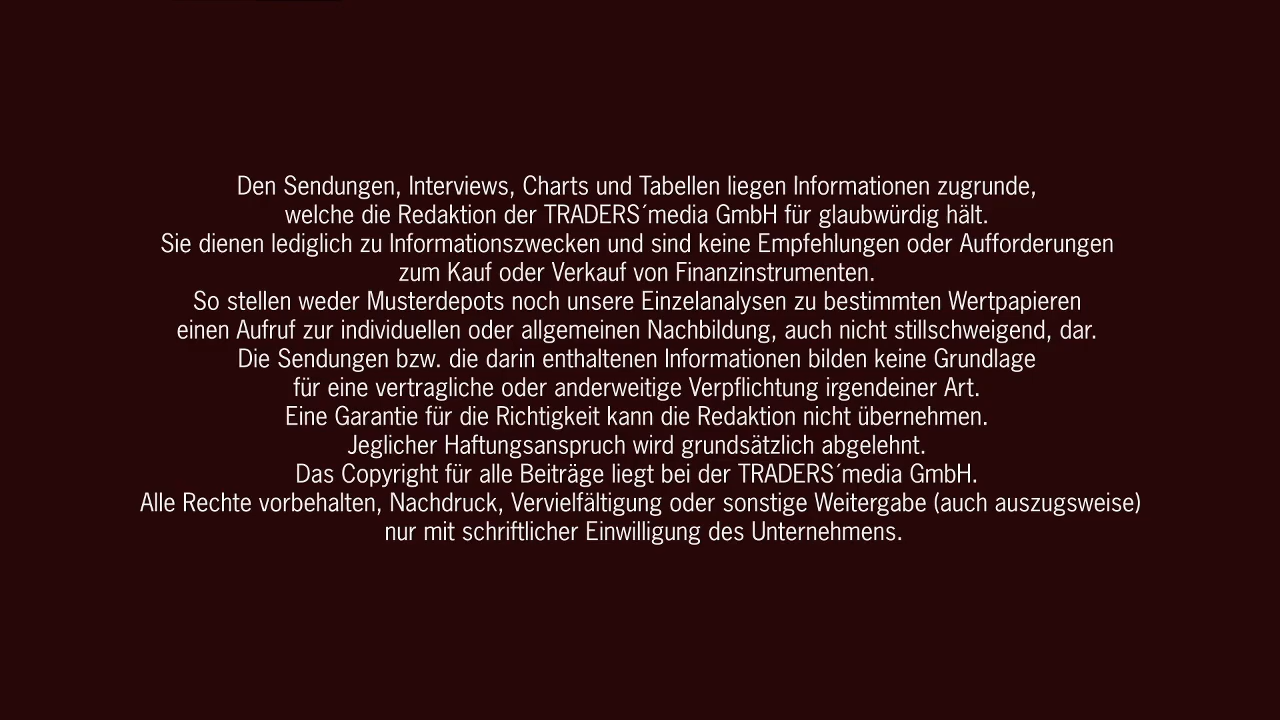 Den Sendungen, Interviews, Charts und Tabellen liegen Informationen zugrunde,
welche die Redaktion der TRADERS´media GmbH für glaubwürdig hält.
Sie dienen lediglich zu Informationszwecken und sind keine Empfehlungen oder Aufforderungen
zum Kauf oder Verkauf von Finanzinstrumenten.
So stellen weder Musterdepots noch unsere Einzelanalysen zu bestimmten Wertpapieren
einen Aufruf zur individuellen oder allgemeinen Nachbildung, auch nicht stillschweigend, dar.
Die Sendungen bzw. die darin enthaltenen Informationen bilden keine Grundlage
für eine vertragliche oder anderweitige Verpflichtung irgendeiner Art.
Eine Garantie für die Richtigkeit kann die Redaktion nicht übernehmen.
Jeglicher Haftungsanspruch wird grundsätzlich abgelehnt.
Das Copyright für alle Beiträge liegt bei der TRADERS´media GmbH.
Alle Rechte vorbehalten, Nachdruck, Vervielfältigung oder sonstige Weitergabe (auch auszugsweise)
nur mit schriftlicher Einwilligung des Unternehmens.